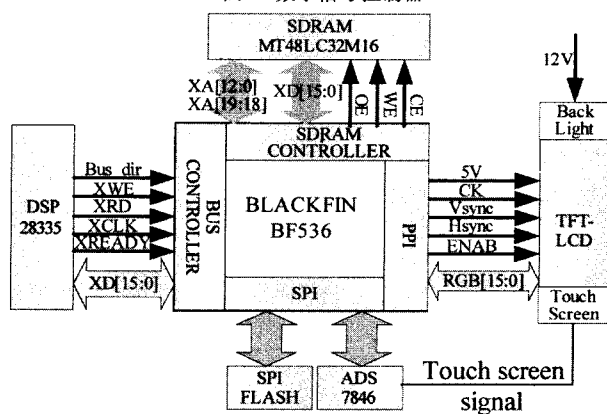 SDRAM
MT48LC32M16
12V
XA[12:0]
XA[19:18]
XD[15:0]
OE
WE
CE
Back
Light
SDRAM
CONTROLLER
BUS
CONTROLLER
BLACKFIN
BF536
PPI
SPI
DSP
28335
Bus_dir
XWE
XRD
XCLK
XREADY
XD[15:0]
5V
CK
Vsync
Hsync
ENAB
RGB[15:0]
TFT-
LCD
Touch
Screen
SPI
FLASH
ADS
7846
Touch screen
signal